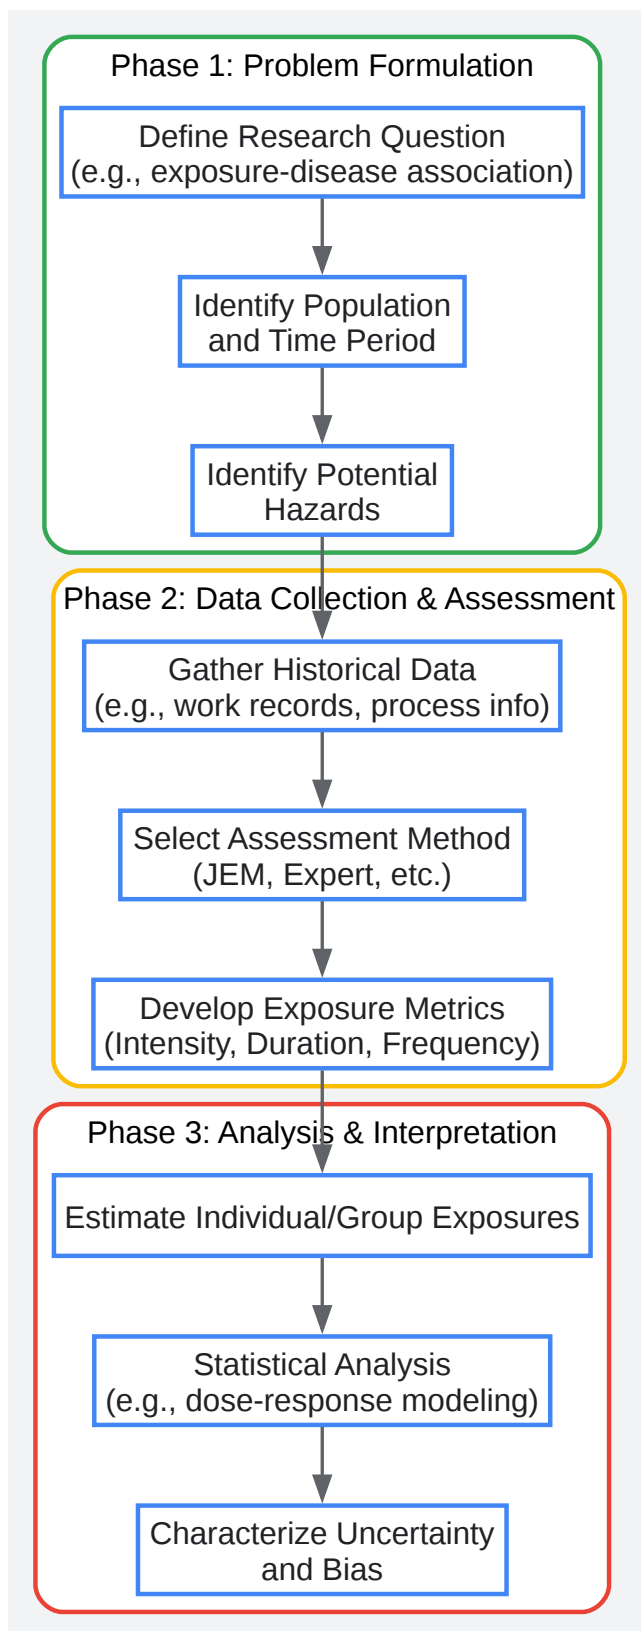 Phase 1: Problem Formulation
Define Research Question
(e.g., exposure-disease association)
Identify Population
and Time Period
Identify Potential
Hazards
Phase 2: Data Collection & Assessment
Gather Historical Data
(e.g., work records, process info)
Select Assessment Method
(JEM, Expert, etc.)
Develop Exposure Metrics
(Intensity, Duration, Frequency)
Phase 3: Analysis & Interpretation
Estimate Individual/Group Exposures
Statistical Analysis
(e.g., dose-response modeling)
Characterize Uncertainty
and Bias